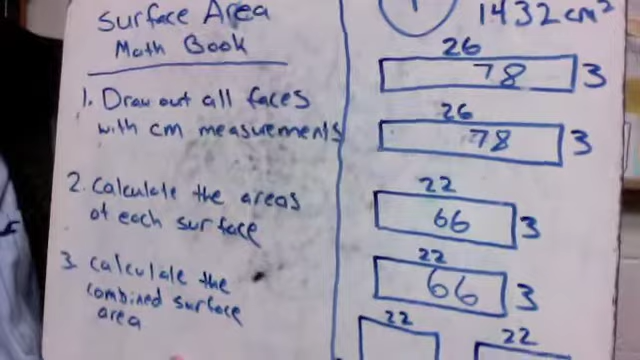 Surface Area
Math Book
1. Draw out all faces
with cm measurements
2. Calculate the areas
of each surface
3. calculate the
combined surface
area
1432cm²
26
78 3
26
78 3
22
66 3
22
66 3
22
22